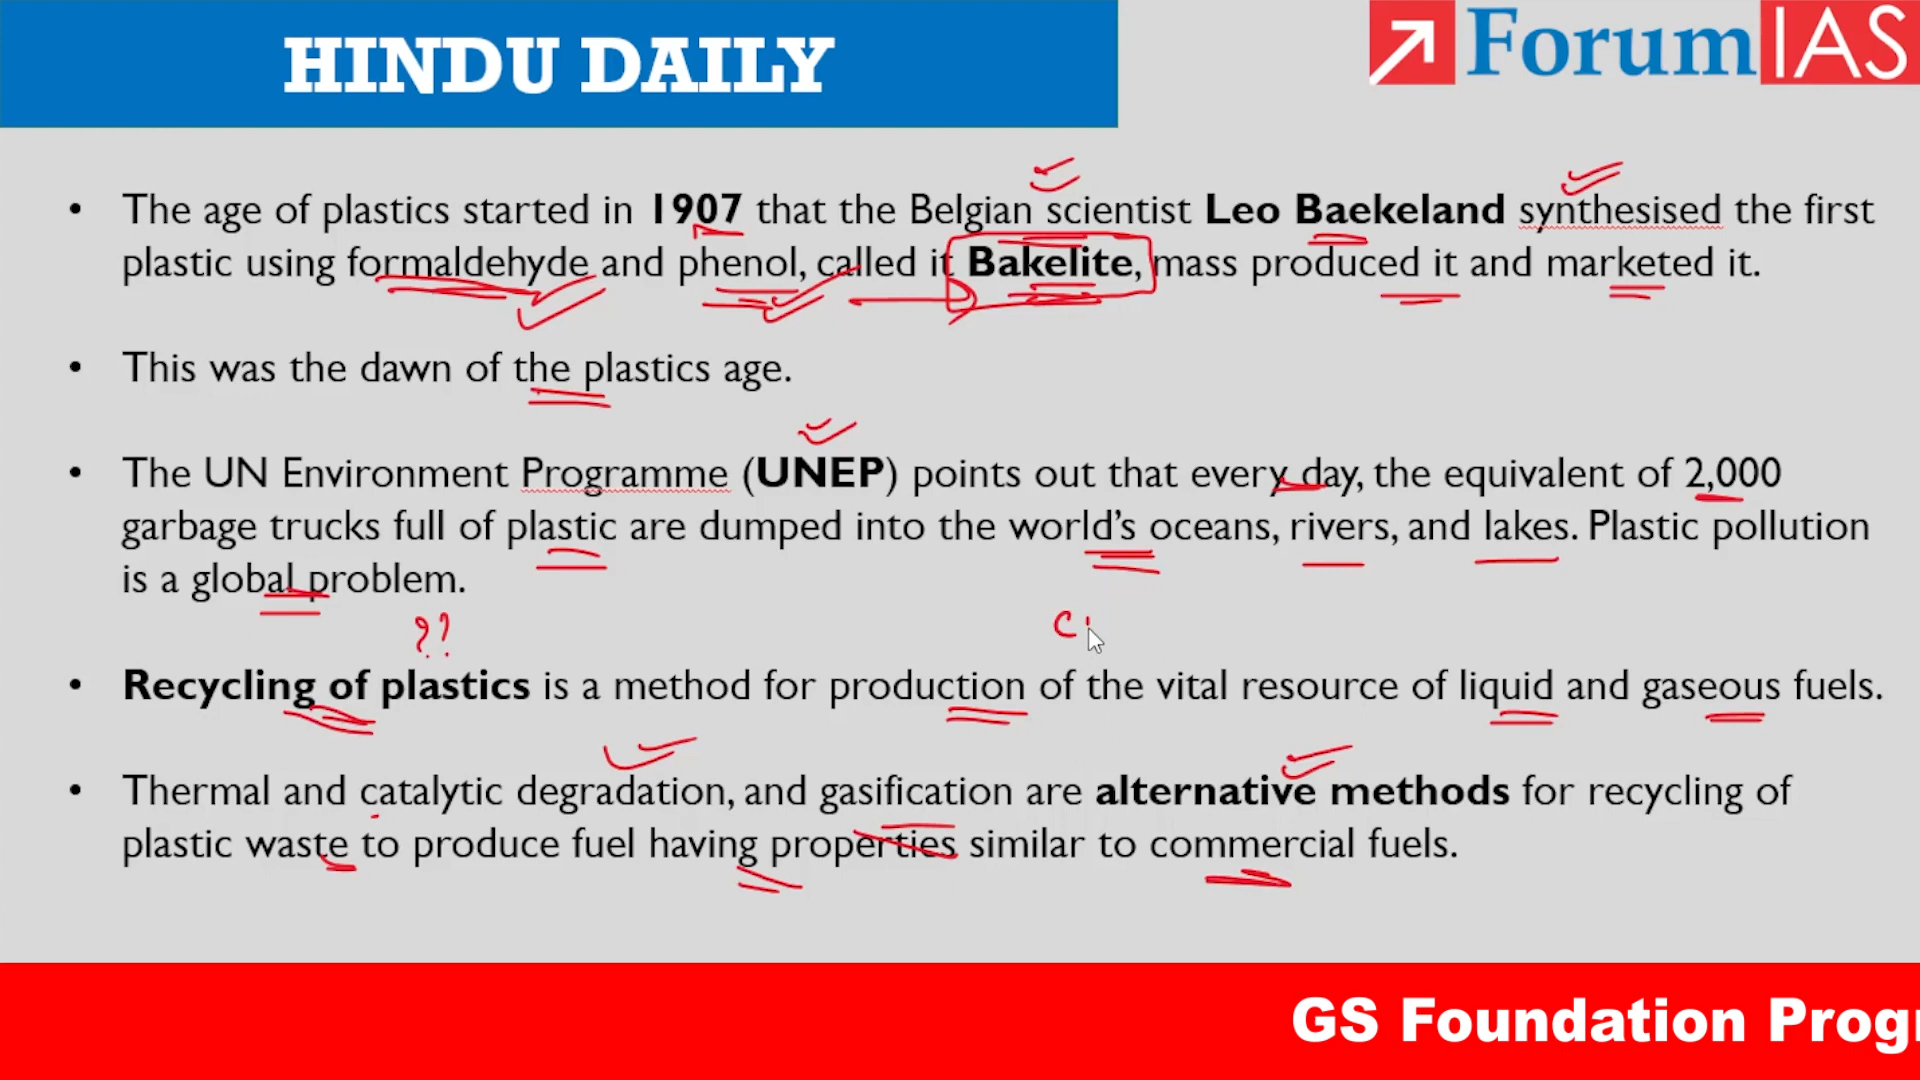 HINDU DAILY
ForumIAS
• The age of plastics started in 1907 that the Belgian scientist Leo Baekeland synthesised the first
plastic using formaldehyde and phenol, called it Bakelite, mass produced it and marketed it.
• This was the dawn of the plastics age.
• The UN Environment Programme (UNEP) points out that every day, the equivalent of 2,000
garbage trucks full of plastic are dumped into the world's oceans, rivers, and lakes. Plastic pollution
is a global problem.
??
• Recycling of plastics is a method for production of the vital resource of liquid and gaseous fuels.
• Thermal and catalytic degradation, and gasification are alternative methods for recycling of
plastic waste to produce fuel having properties similar to commercial fuels.
GS Foundation Progr